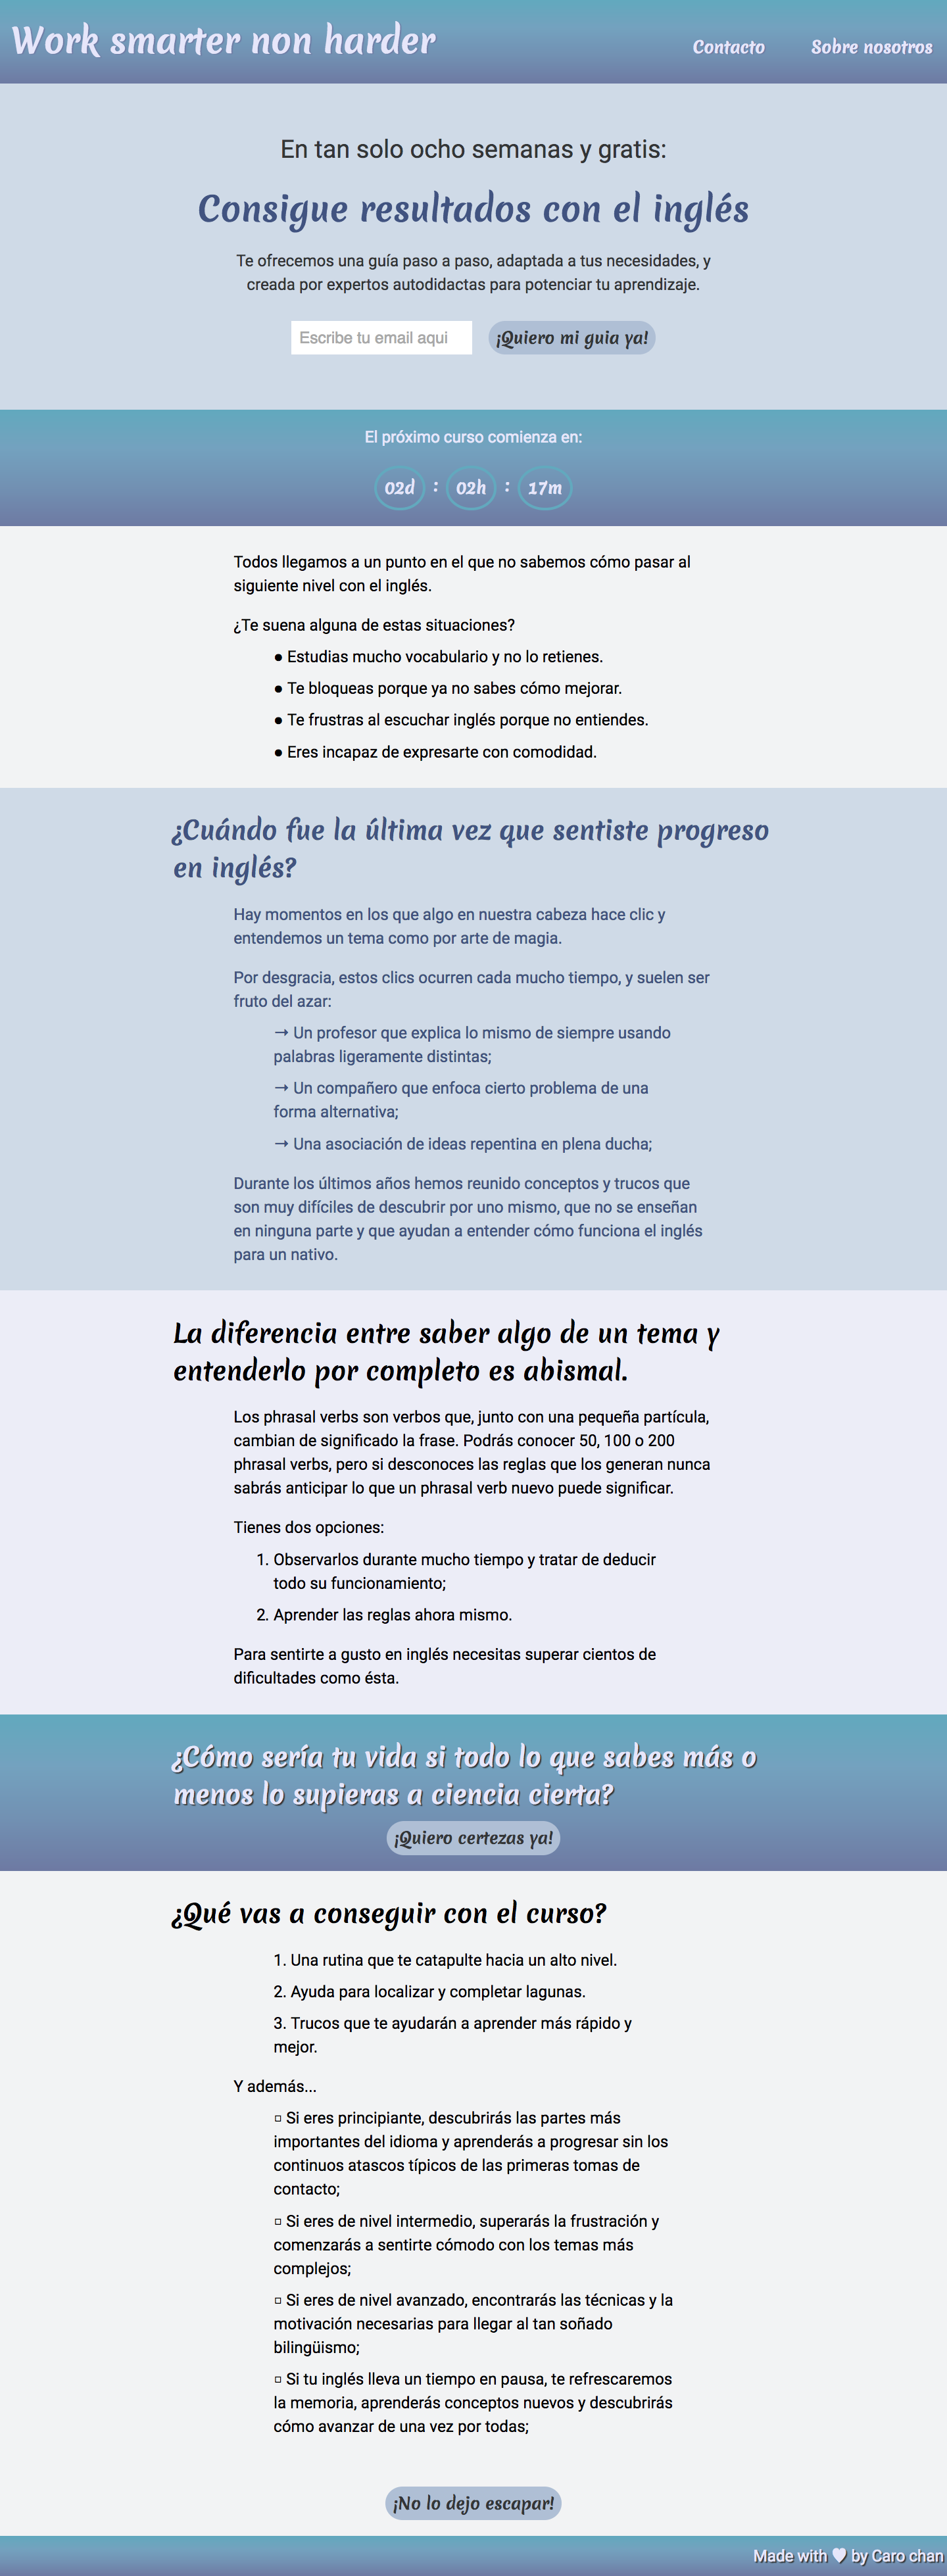 Work smarter non harder
Contacto
Sobre nosotros
En tan solo ocho semanas y gratis:
Consigue resultados con el inglés
Te ofrecemos una guía paso a paso, adaptada a tus necesidades, y
creada por expertos autodidactas para potenciar tu aprendizaje.
Escribe tu email aqui
¡Quiero mi guia ya!
El próximo curso comienza en:
02d : 02h : 17m
Todos llegamos a un punto en el que no sabemos cómo pasar al
siguiente nivel con el inglés.
¿Te suena alguna de estas situaciones?
● Estudias mucho vocabulario y no lo retienes.
● Te bloqueas porque ya no sabes cómo mejorar.
● Te frustras al escuchar inglés porque no entiendes.
● Eres incapaz de expresarte con comodidad.
¿Cuándo fue la última vez que sentiste progreso
en inglés?
Hay momentos en los que algo en nuestra cabeza hace clic y
entendemos un tema como por arte de magia.
Por desgracia, estos clics ocurren cada mucho tiempo, y suelen ser
fruto del azar:
→ Un profesor que explica lo mismo de siempre usando
palabras ligeramente distintas;
→ Un compañero que enfoca cierto problema de una
forma alternativa;
→ Una asociación de ideas repentina en plena ducha;
Durante los últimos años hemos reunido conceptos y trucos que
son muy difíciles de descubrir por uno mismo, que no se enseñan
en ninguna parte y que ayudan a entender cómo funciona el inglés
para un nativo.
La diferencia entre saber algo de un tema y
entenderlo por completo es abismal.
Los phrasal verbs son verbos que, junto con una pequeña partícula,
cambian de significado la frase. Podrás conocer 50, 100 o 200
phrasal verbs, pero si desconoces las reglas que los generan nunca
sabrás anticipar lo que un phrasal verb nuevo puede significar.
Tienes dos opciones:
1. Observarlos durante mucho tiempo y tratar de deducir
todo su funcionamiento;
2. Aprender las reglas ahora mismo.
Para sentirte a gusto en inglés necesitas superar cientos de
dificultades como ésta.
¿Cómo sería tu vida si todo lo que sabes más o
menos lo supieras a ciencia cierta?
¡Quiero certezas ya!
¿Qué vas a conseguir con el curso?
1. Una rutina que te catapulte hacia un alto nivel.
2. Ayuda para localizar y completar lagunas.
3. Trucos que te ayudarán a aprender más rápido y
mejor.
Y además...
▫ Si eres principiante, descubrirás las partes más
importantes del idioma y aprenderás a progresar sin los
continuos atascos típicos de las primeras tomas de
contacto;
▫ Si eres de nivel intermedio, superarás la frustración y
comenzarás a sentirte cómodo con los temas más
complejos;
▫ Si eres de nivel avanzado, encontrarás las técnicas y la
motivación necesarias para llegar al tan soñado
bilingüismo;
▫ Si tu inglés lleva un tiempo en pausa, te refrescaremos
la memoria, aprenderás conceptos nuevos y descubrirás
cómo avanzar de una vez por todas;
¡No lo dejo escapar!
Made with ♥ by Caro chan